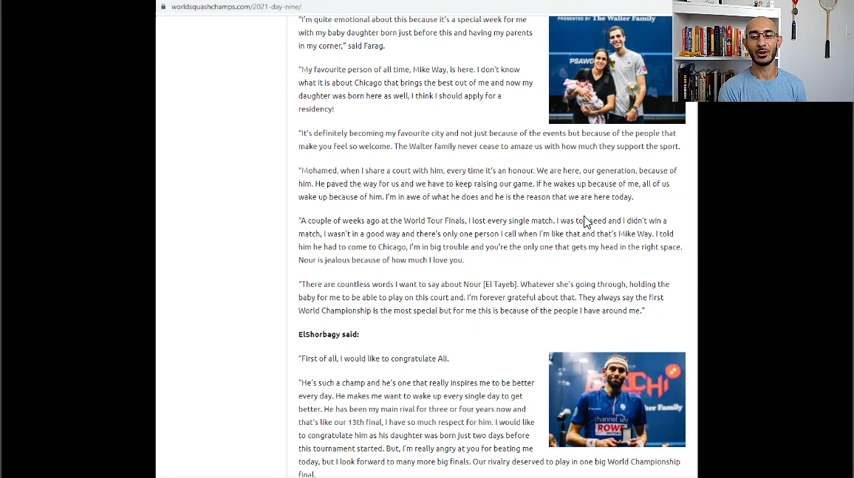 worldsquashchamps.com/2021-day-nine/
"I'm quite emotional about this because it's a special week for me
with my baby daughter born just before this and having my parents
in my corner," said Farag.
PRESENTED BY The Walter Family
PSAWO
"My favourite person of all time, Mike Way, is here. I don't know
what it is about Chicago that brings the best out of me and now my
daughter was born here as well, I think I should apply for a
residency!
"It's definitely becoming my favourite city and not just because of the events but because of the people that
make you feel so welcome. The Walter family never cease to amaze us with how much they support the sport.
"Mohamed, when I share a court with him, every time it's an honour. We are here, our generation, because of
him. He paved the way for us and we have to keep raising our game. If he wakes up because of me, all of us
wake up because of him. I'm in awe of what he does and he is the reason that we are here today.
"A couple of weeks ago at the World Tour Finals, I lost every single match. I was top seed and I didn't win a
match, I wasn't in a good way and there's only one person I call when I'm like that and that's Mike Way. I told
him he had to come to Chicago, I'm in big trouble and you're the only one that gets my head in the right space.
Nour is jealous because of how much I love you.
"There are countless words I want to say about Nour [El Tayeb]. Whatever she's going through, holding the
baby for me to be able to play on this court and. I'm forever grateful about that. They always say the first
World Championship is the most special but for me this is because of the people I have around me."
ElShorbagy said:
"First of all, I would like to congratulate Ali.
"He's such a champ and he's one that really inspires me to be better
every day. He makes me want to wake up every single day to get
better. He has been my main rival for three or four years now and
that's like our 13th final, I have so much respect for him. I would like
to congratulate him as his daughter was born just two days before
this tournament started. But, I'm really angry at you for beating me
today, but I look forward to many more big finals. Our rivalry deserved to play in one big World Championship
final.
channel
ROWE
Family